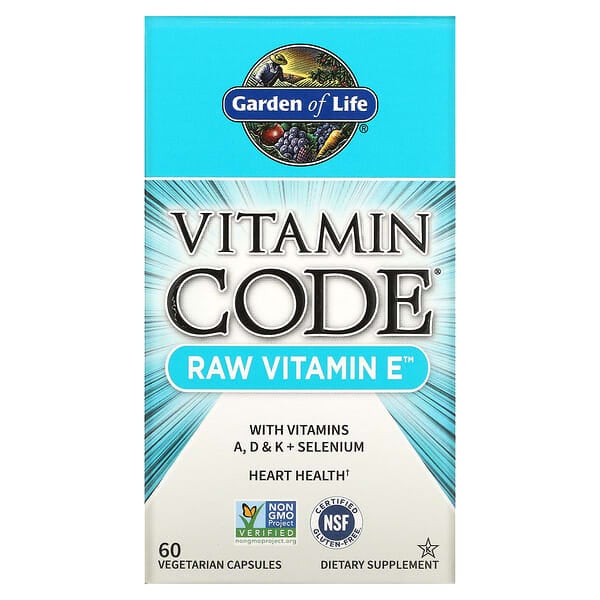 Garden of Life®
VITAMIN
CODE®
RAW VITAMIN E™
WITH VITAMINS
A, D & K + SELENIUM
HEART HEALTH†
NON
GMO
Project
VERIFIED
nongmoproject.org
CERTIFIED
NSF
GLUTEN-FREE
K
60
VEGETARIAN CAPSULES
DIETARY SUPPLEMENT